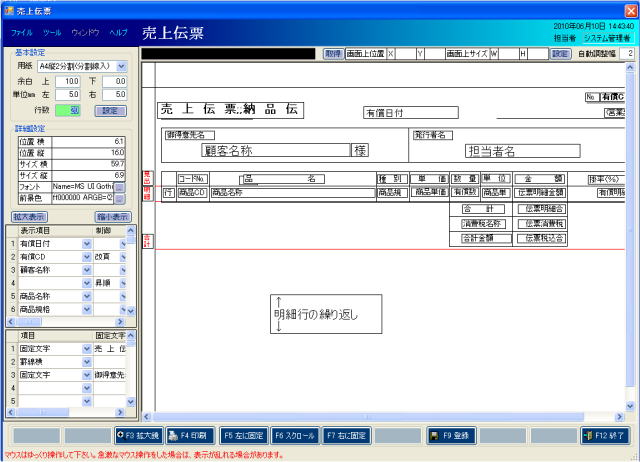 売上伝票
ファイル ツール ウィンドウ ヘルプ
売上伝票
2010年06月10日 14:43:40
担当者 システム管理者
基本設定
用紙 A4縦2分割(分割線入)
余白 上 10.0 下 0.0
単位mm 左 5.0 右 5.0
行数 設定
詳細設定
位置 横 6.1
位置 縦 16.0
サイズ 横 59.7
サイズ 縦 6.9
フォント Name=MS UI Gothi
前景色 ff000000 ARGB=(2
拡大表示 縮小表示
表示項目 制御
1 有償日付
2 有償CD 改頁
3 顧客名称
4 昇順
5 商品名称
6 商品規格
項目 固定文字
1 固定文字 売 上 伝
2 罫線横
3 固定文字 御得意先
4
5
取得 画面上位置 X Y 画面上サイズ W H 設定 自動調整幅 2
No. 有償C
売 上 伝 票;;納 品 伝
有償日付
(営業
御得意先名
顧客名称 様
発行者名
担当者名
見出
コードNo. 品 名 種 別 単 価 数 量 単 位 金 額 掛率(%)
明細
行 商品CD 商品名称 商品規 商品単価 有償数 商品単 伝票明細金額 有償明
合 計 伝票明細合
消費税名称 伝票消費税
合計金額 伝票税込合
合計
↑
明細行の繰り返し
↓
F3 拡大鏡 F4 印刷 F5 左に固定 F6 スクロール F7 右に固定 F9 登録 F12 終了
マウスはゆっくり操作して下さい。急激なマウス操作をした場合は、表示が乱れる場合があります。